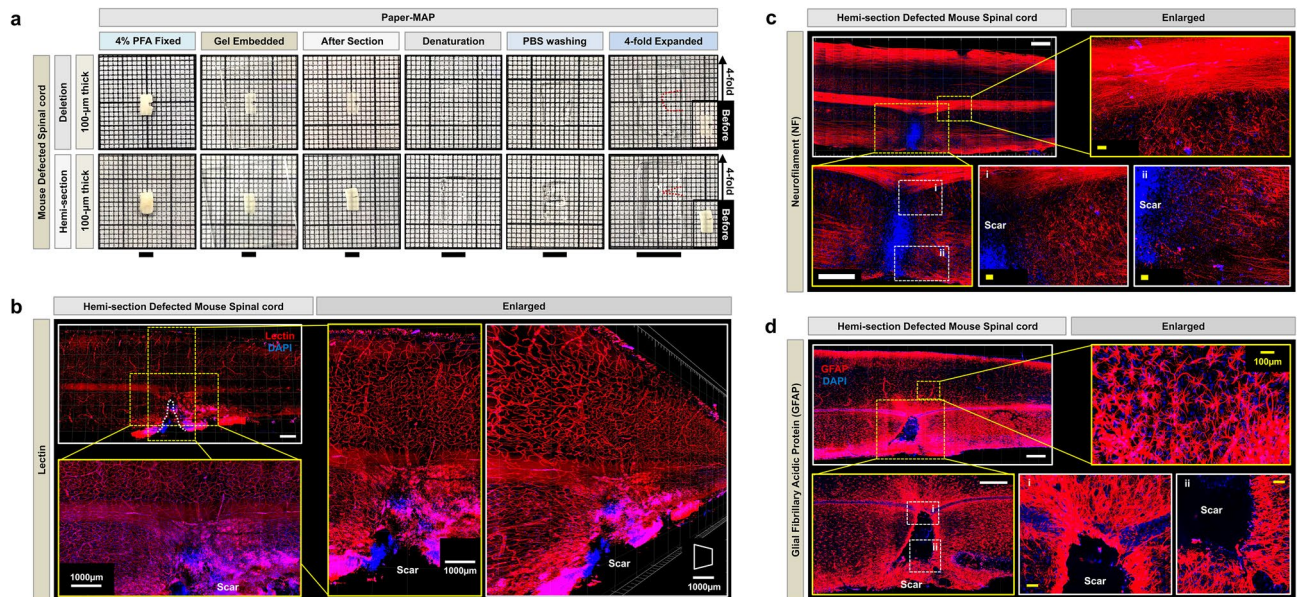 a
Paper-MAP
4% PFA Fixed
Gel Embedded
After Section
Denaturation
PBS washing
4-fold Expanded
Mouse Defected Spinal cord
Deletion
100-μm thick
4-fold
Before
Hemi-section
100-μm thick
4-fold
Before
b
Hemi-section Defected Mouse Spinal cord
Enlarged
Lectin
Lectin
DAPI
1000μm
Scar
Scar
1000μm
Scar
1000μm
c
Hemi-section Defected Mouse Spinal cord
Enlarged
Neurofilament (NF)
i
ii
i
Scar
ii
Scar
d
Hemi-section Defected Mouse Spinal cord
Enlarged
Glial Fibrillary Acidic Protein (GFAP)
GFAP
DAPI
100μm
i
ii
Scar
i
Scar
ii
Scar